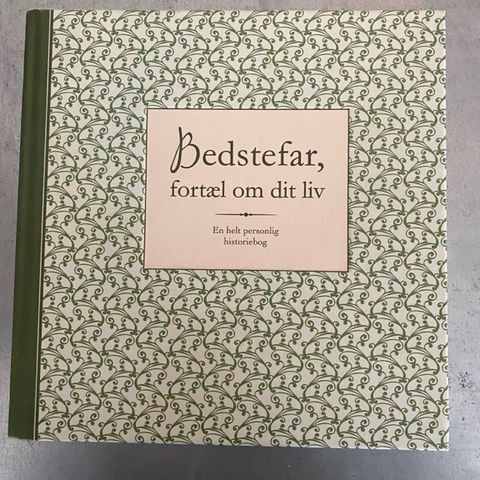 Bedstefar,
fortæl om dit liv
En helt personlig
historiebog